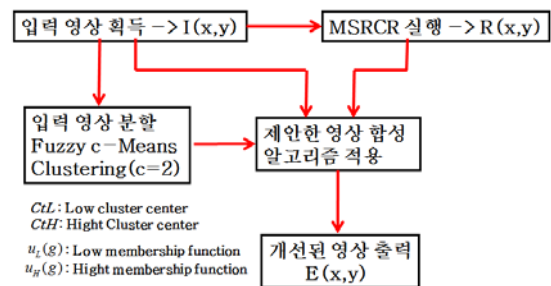 입력 영상 획득 −>I(x,y)
MSRCR 실행 −>R(x,y)
입력 영상 분할
Fuzzy c−Means
Clustering(c=2)
제안한 영상 합성
알고리즘 적용
CtL: Low cluster center
CtH: Hight Cluster center
u_L(g): Low membership function
u_H(g): Hight membership function
개선된 영상 출력
E(x,y)